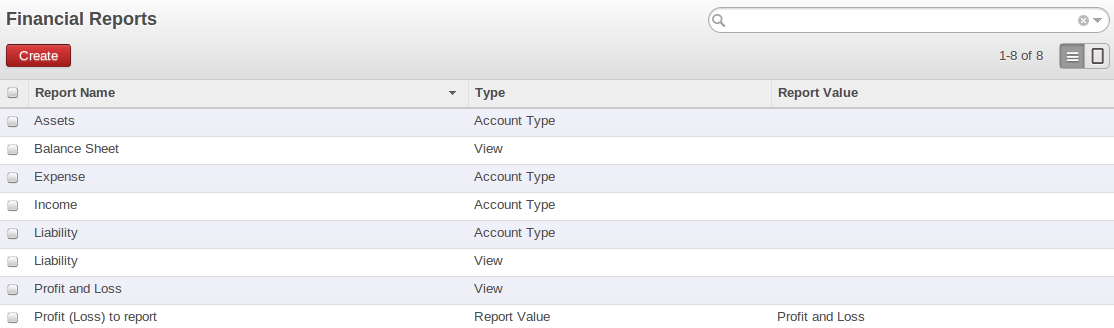 Financial Reports
Create
1-8 of 8
Report Name Type Report Value
Assets Account Type
Balance Sheet View
Expense Account Type
Income Account Type
Liability Account Type
Liability View
Profit and Loss View
Profit (Loss) to report Report Value Profit and Loss